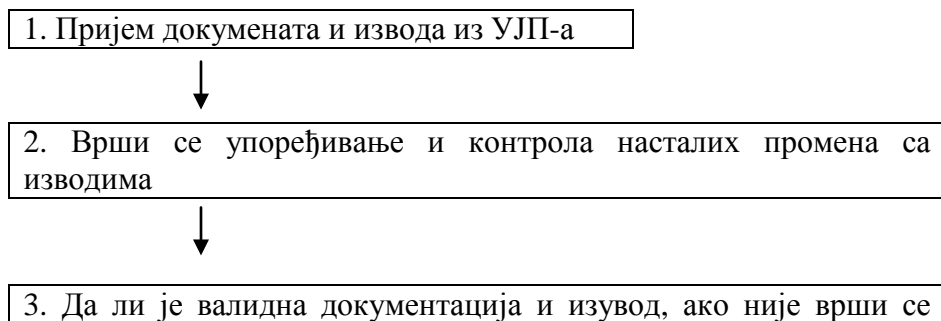 1. Пријем докумената и извода из УЈП-а
2. Врши се упоређивање и контрола насталих промена са
изводима
3. Да ли је валидна документација и изувод, ако није врши се